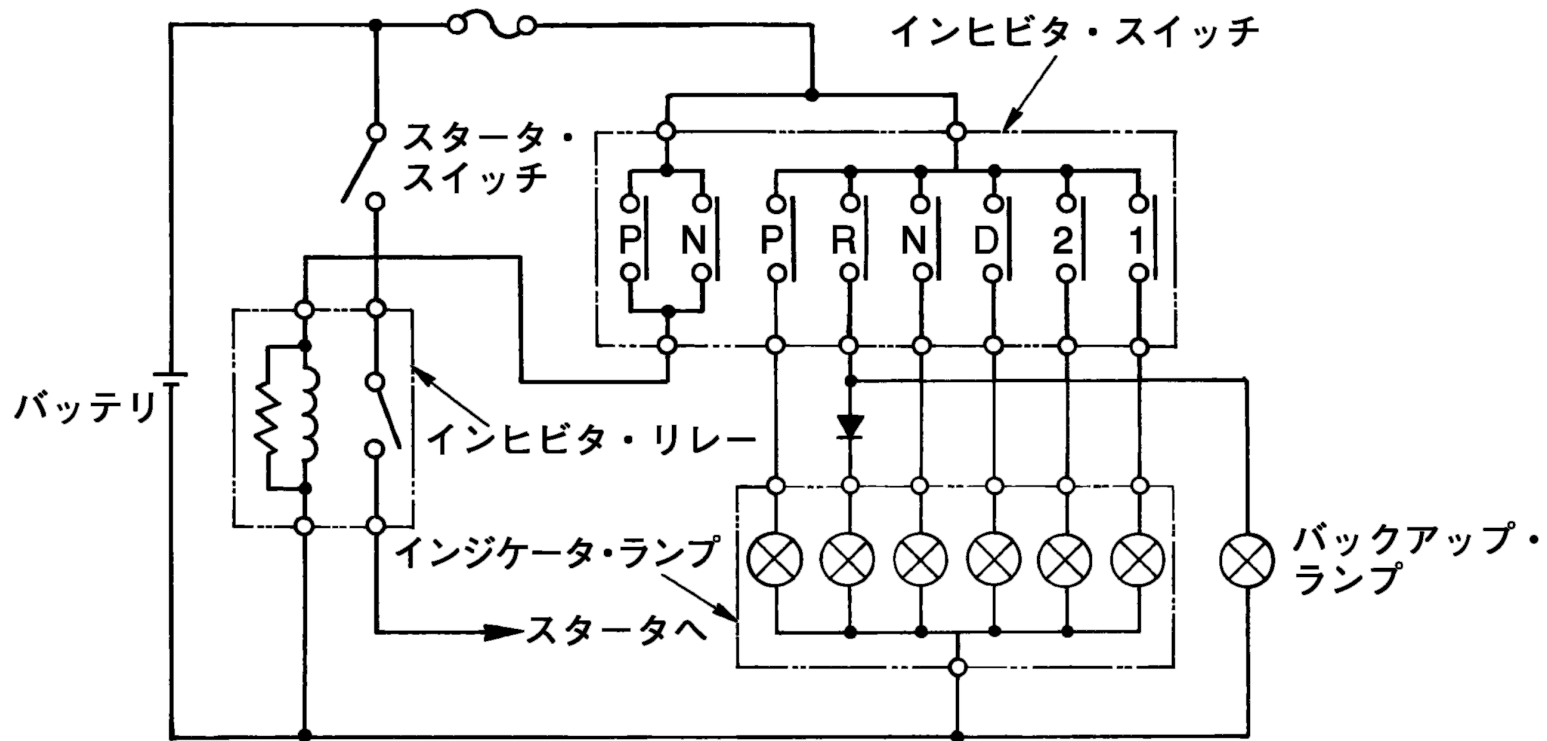 インヒビタ・スイッチ
スタータ・
スイッチ
P N P R N D 2 1
バッテリ
インヒビタ・リレー
インジケータ・ランプ
バックアップ・
ランプ
スタータへ